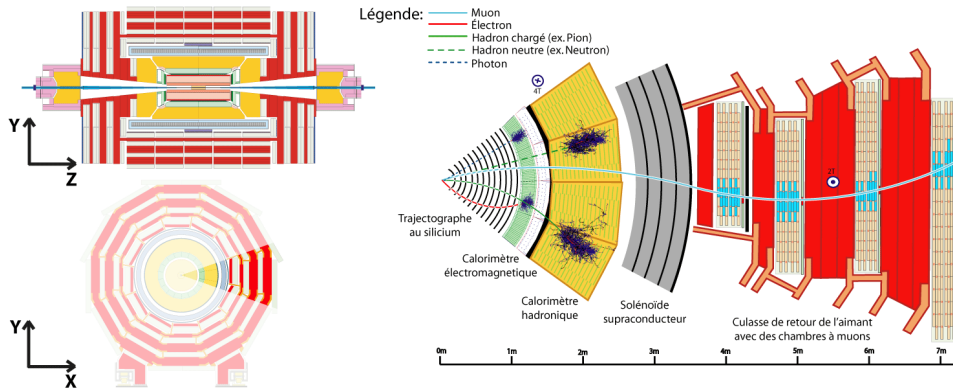 Légende:
Muon
Électron
Hadron chargé (ex. Pion)
Hadron neutre (ex. Neutron)
Photon
4T
Y
Z
2T
Trajectographe
au silicium
Calorimètre
électromagnetique
Calorimètre
hadronique
Solénoïde
supraconducteur
Culasse de retour de l'aimant
avec des chambres à muons
Y
X
0m 1m 2m 3m 4m 5m 6m 7m